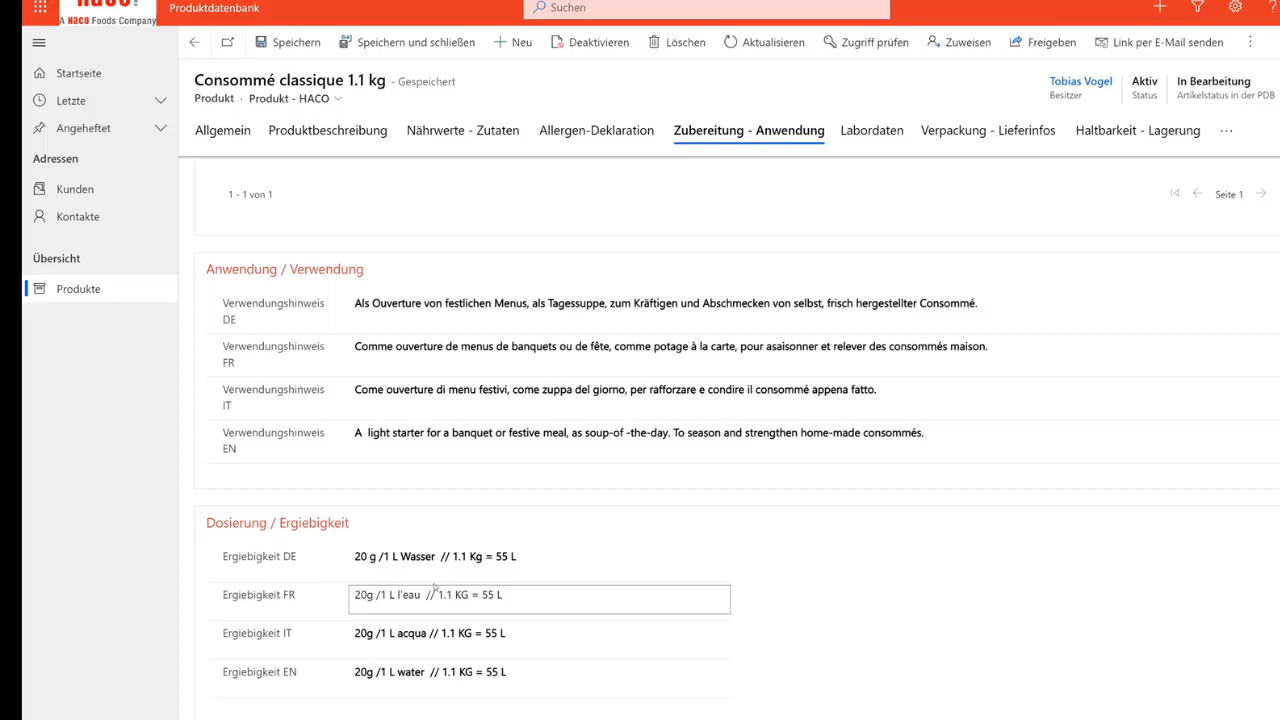 A HACO Foods Company
Produktdatenbank
Suchen
Speichern
Speichern und schließen
Neu
Deaktivieren
Löschen
Aktualisieren
Zugriff prüfen
Zuweisen
Freigeben
Link per E-Mail senden
Startseite
Letzte
Angeheftet
Adressen
Kunden
Kontakte
Übersicht
Produkte
Consommé classique 1.1 kg - Gespeichert
Produkt · Produkt - HACO
Tobias Vogel
Besitzer
Aktiv
Status
In Bearbeitung
Artikelstatus in der PDB
Allgemein
Produktbeschreibung
Nährwerte - Zutaten
Allergen-Deklaration
Zubereitung - Anwendung
Labordaten
Verpackung - Lieferinfos
Haltbarkeit - Lagerung
1 - 1 von 1
Seite 1
Anwendung / Verwendung
Verwendungshinweis DE
Als Ouverture von festlichen Menus, als Tagessuppe, zum Kräftigen und Abschmecken von selbst, frisch hergestellter Consommé.
Verwendungshinweis FR
Comme ouverture de menus de banquets ou de fête, comme potage à la carte, pour asaisonner et relever des consommés maison.
Verwendungshinweis IT
Come ouverture di menu festivi, come zuppa del giorno, per rafforzare e condire il consommé appena fatto.
Verwendungshinweis EN
A light starter for a banquet or festive meal, as soup-of -the-day. To season and strengthen home-made consommés.
Dosierung / Ergiebigkeit
Ergiebigkeit DE
20 g /1 L Wasser // 1.1 Kg = 55 L
Ergiebigkeit FR
20g /1 L l'eau // 1.1 KG = 55 L
Ergiebigkeit IT
20g /1 L acqua // 1.1 KG = 55 L
Ergiebigkeit EN
20g /1 L water // 1.1 KG = 55 L